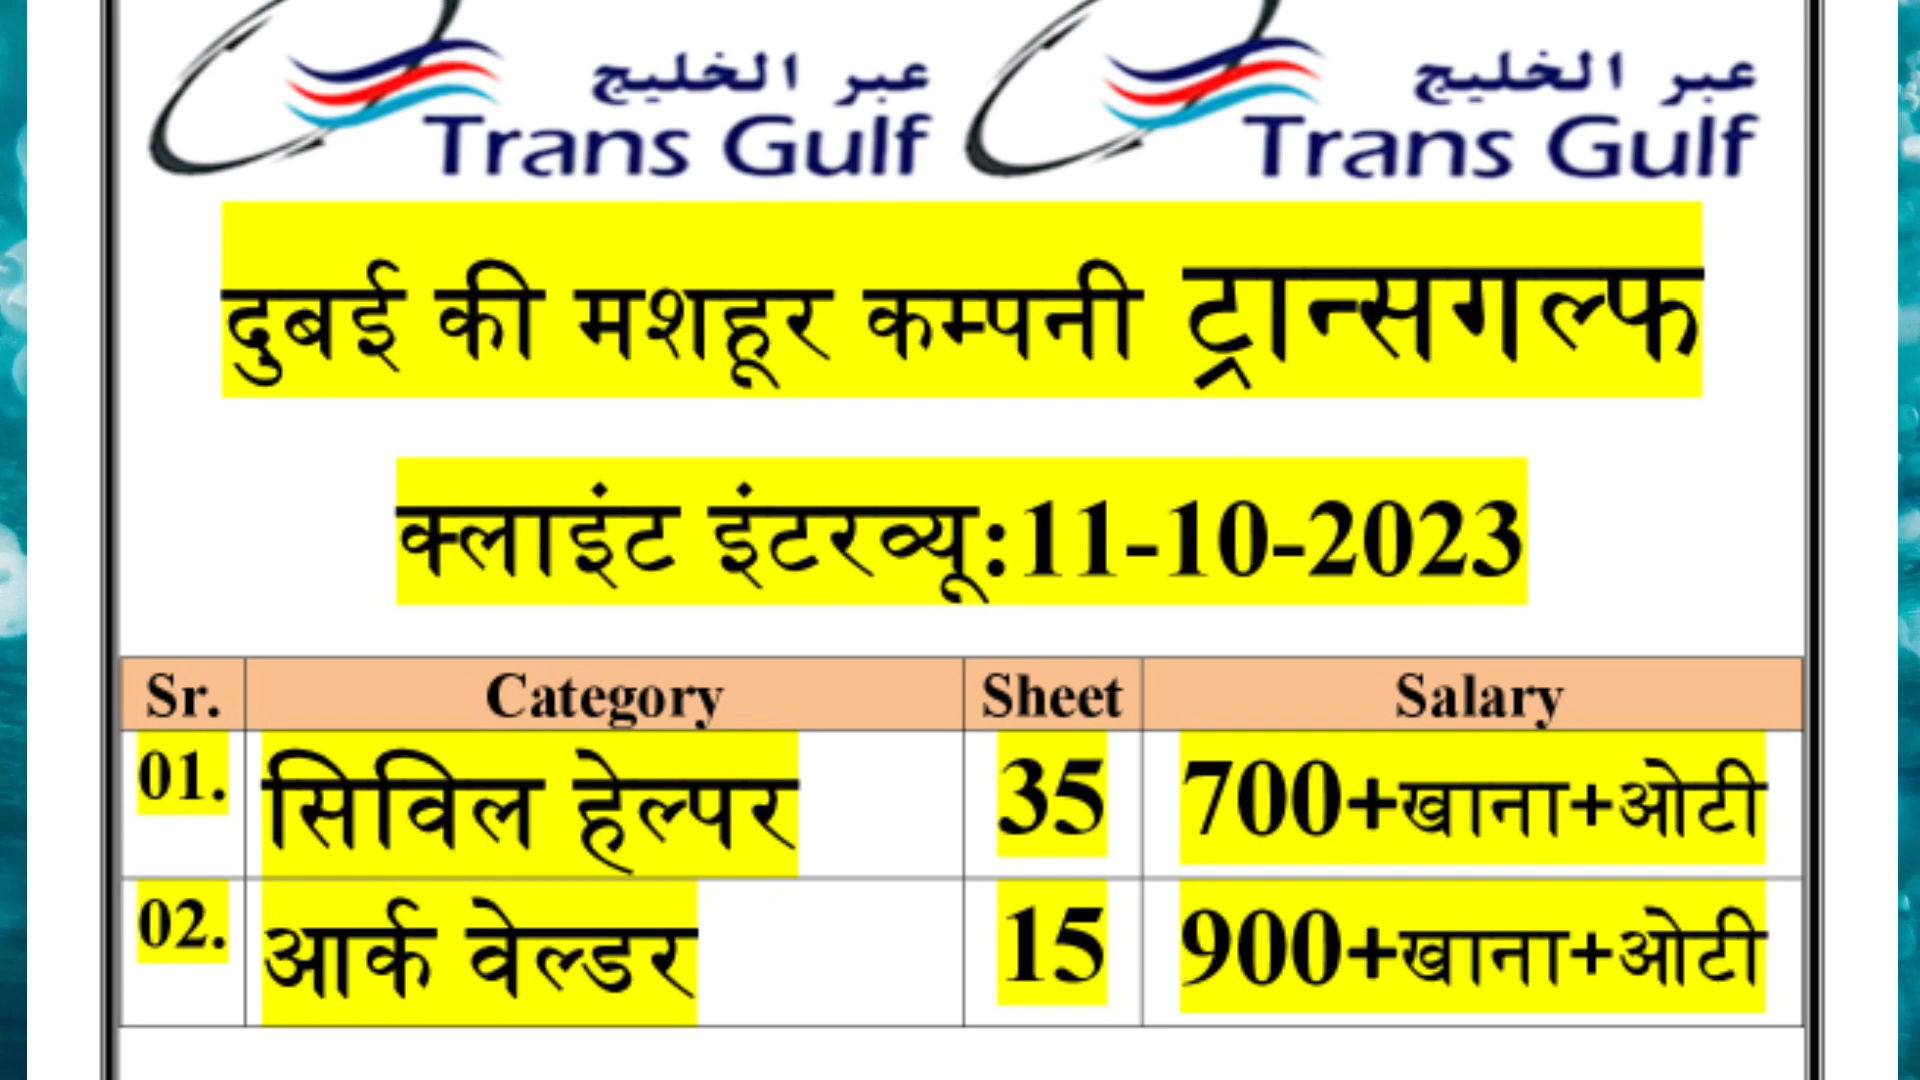 عبر الخليج عبر الخليج
Trans Gulf Trans Gulf
दुबई की मशहूर कम्पनी ट्रान्सगल्फ
क्लाइंट इंटरव्यू:11-10-2023
Sr. Category Sheet Salary
01. सिविल हेल्पर 35 700+खाना+ओटी
02. आर्क वेल्डर 15 900+खाना+ओटी